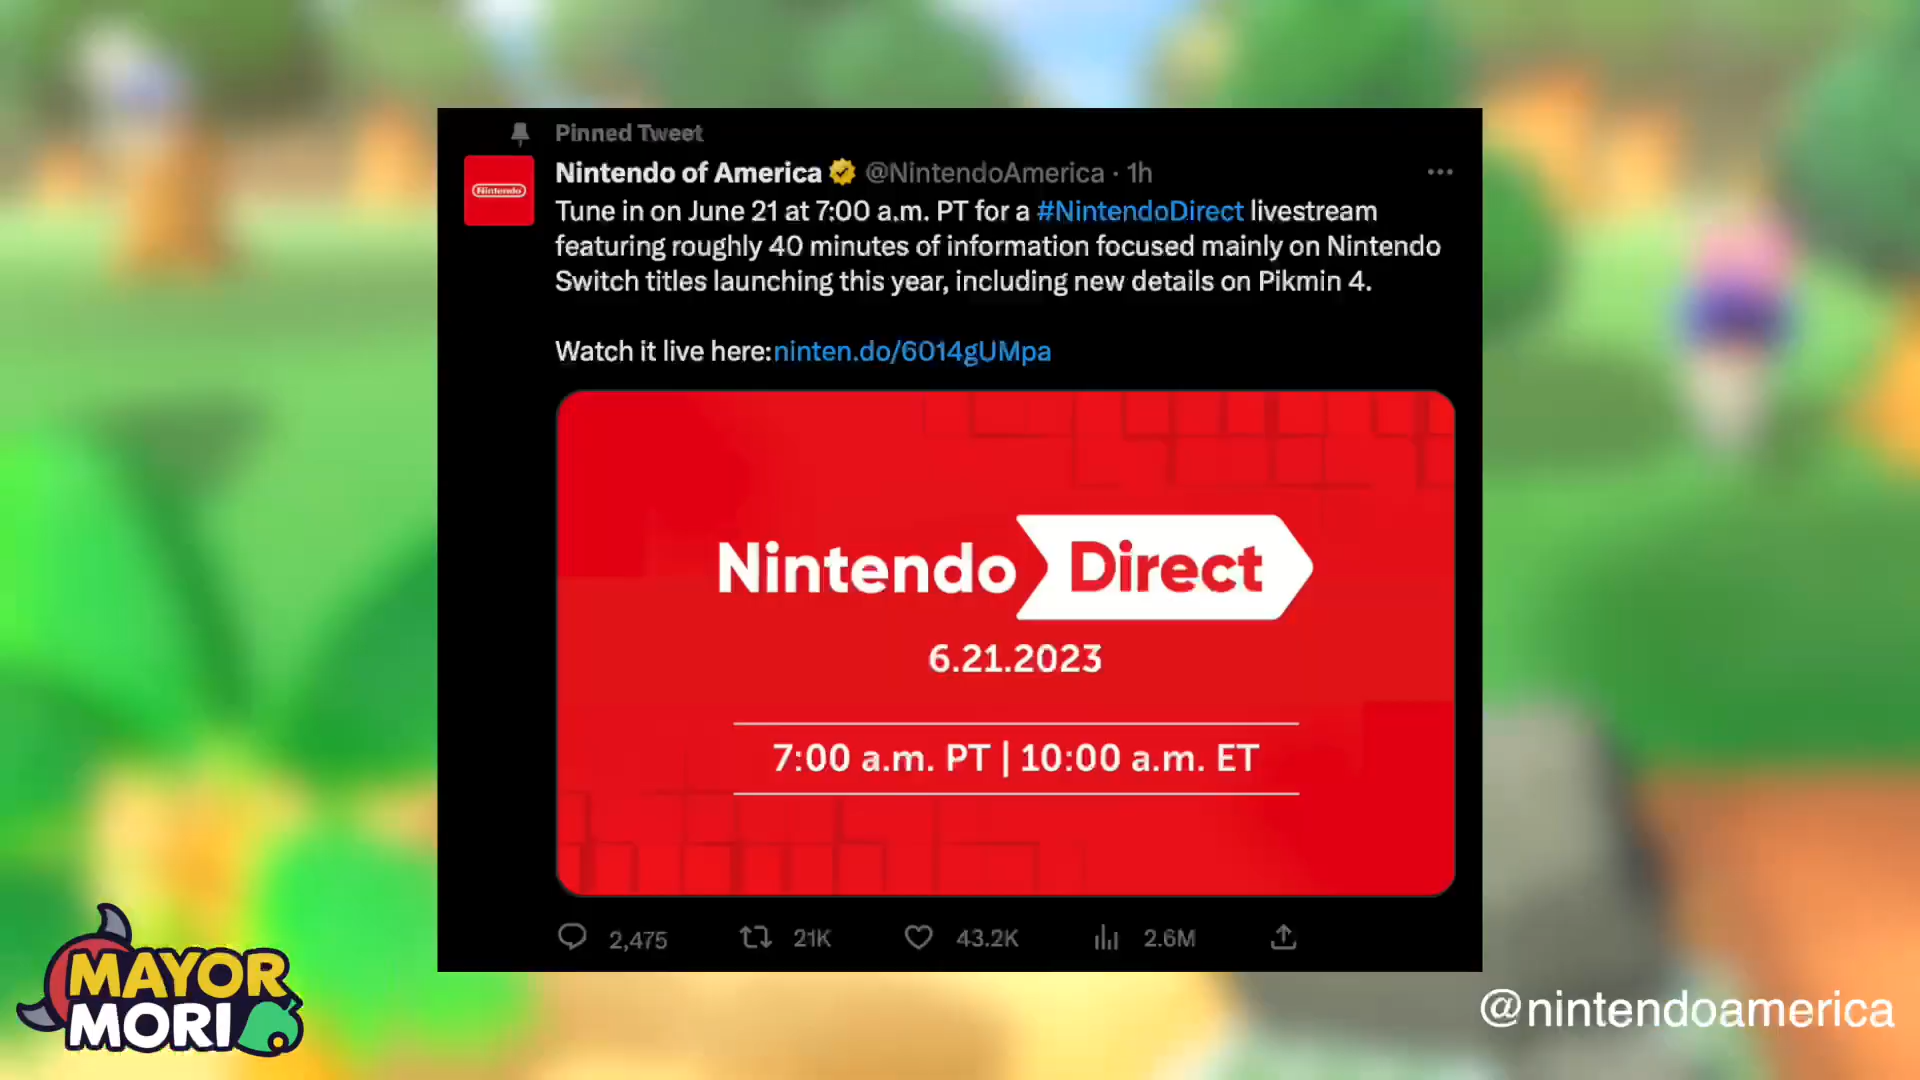 Pinned Tweet
Nintendo of America @NintendoAmerica · 1h
Nintendo
Tune in on June 21 at 7:00 a.m. PT for a #NintendoDirect livestream
featuring roughly 40 minutes of information focused mainly on Nintendo
Switch titles launching this year, including new details on Pikmin 4.
Watch it live here:ninten.do/6014gUMpa
Nintendo Direct
6.21.2023
7:00 a.m. PT | 10:00 a.m. ET
2,475 21K 43.2K 2.6M
MAYOR
MORI
@nintendoamerica